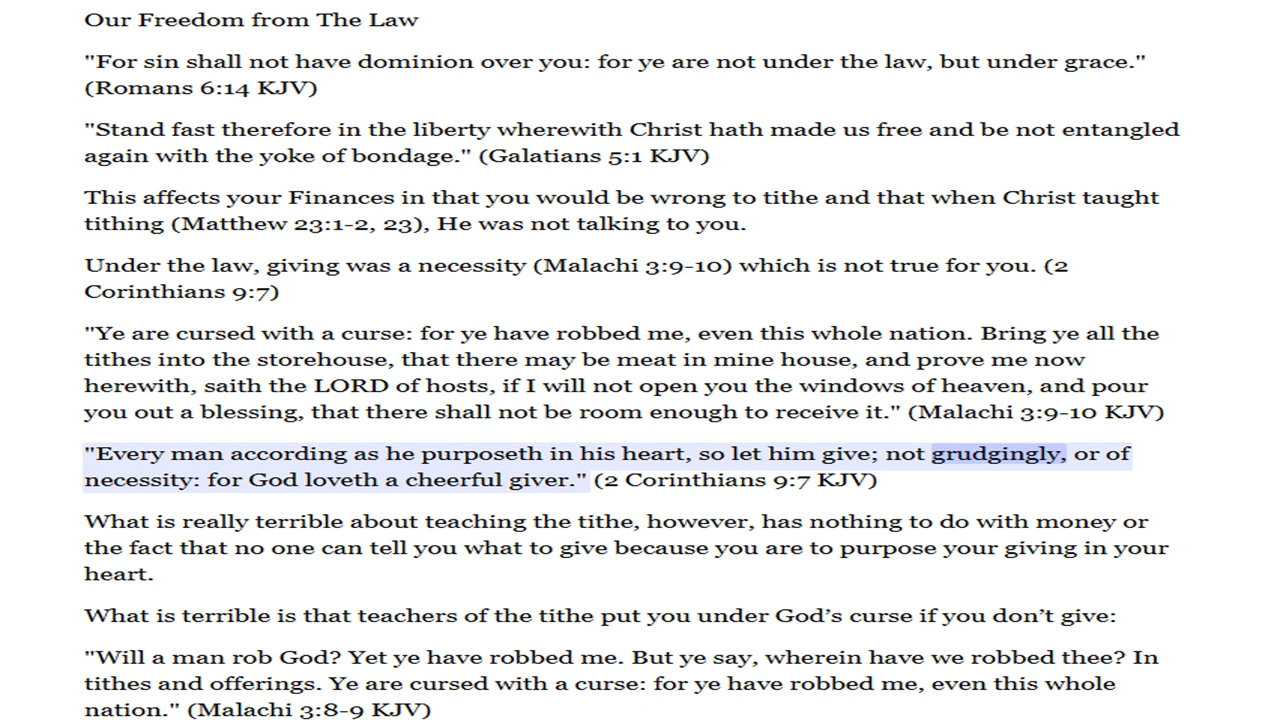 Our Freedom from The Law
"For sin shall not have dominion over you: for ye are not under the law, but under grace."
(Romans 6:14 KJV)
"Stand fast therefore in the liberty wherewith Christ hath made us free and be not entangled
again with the yoke of bondage." (Galatians 5:1 KJV)
This affects your Finances in that you would be wrong to tithe and that when Christ taught
tithing (Matthew 23:1-2, 23), He was not talking to you.
Under the law, giving was a necessity (Malachi 3:9-10) which is not true for you. (2
Corinthians 9:7)
"Ye are cursed with a curse: for ye have robbed me, even this whole nation. Bring ye all the
tithes into the storehouse, that there may be meat in mine house, and prove me now
herewith, saith the LORD of hosts, if I will not open you the windows of heaven, and pour
you out a blessing, that there shall not be room enough to receive it." (Malachi 3:9-10 KJV)
"Every man according as he purposeth in his heart, so let him give; not grudgingly, or of
necessity: for God loveth a cheerful giver." (2 Corinthians 9:7 KJV)
What is really terrible about teaching the tithe, however, has nothing to do with money or
the fact that no one can tell you what to give because you are to purpose your giving in your
heart.
What is terrible is that teachers of the tithe put you under God’s curse if you don’t give:
"Will a man rob God? Yet ye have robbed me. But ye say, wherein have we robbed thee? In
tithes and offerings. Ye are cursed with a curse: for ye have robbed me, even this whole
nation." (Malachi 3:8-9 KJV)